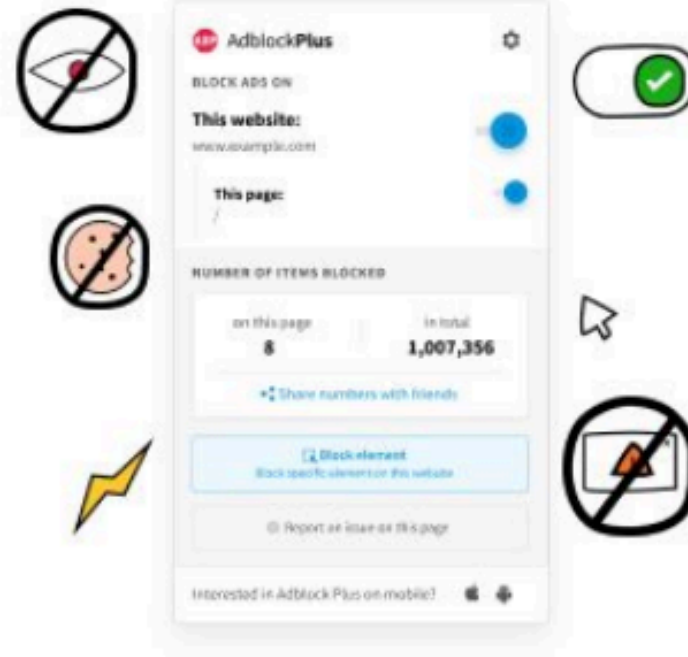 ABP AdblockPlus
BLOCK ADS ON
This website:
www.example.com
This page:
/
NUMBER OF ITEMS BLOCKED
on this page
in total
8
1,007,356
Share numbers with friends
Block element
Block specific element on this website
Report an issue on this page
Interested in Adblock Plus on mobile?